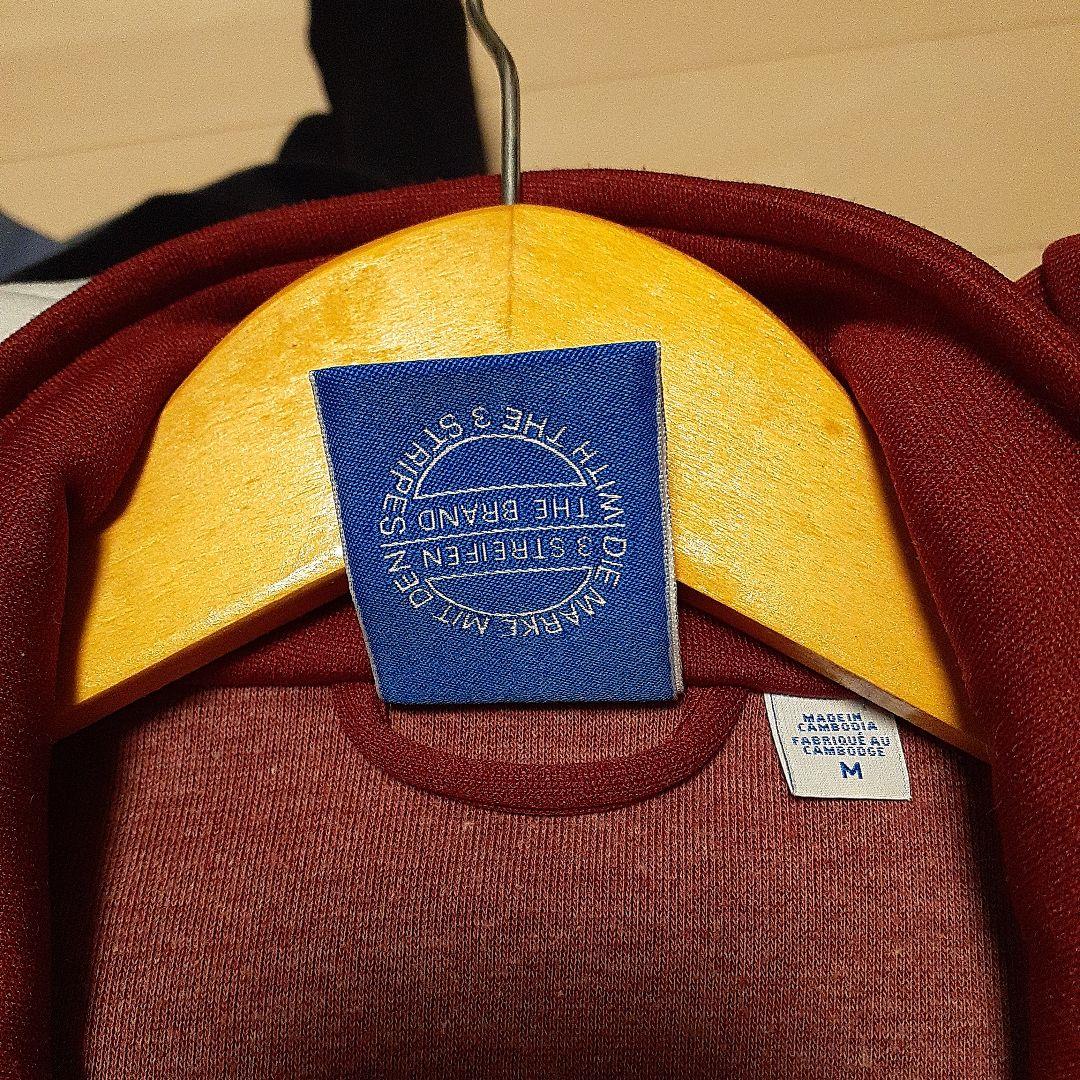 DIE MARKE MIT DEN
3 STREIFEN
THE BRAND
WITH THE 3 STRIPES
MADE IN
CAMBODIA
FABRIQUÉ AU
CAMBODGE
M